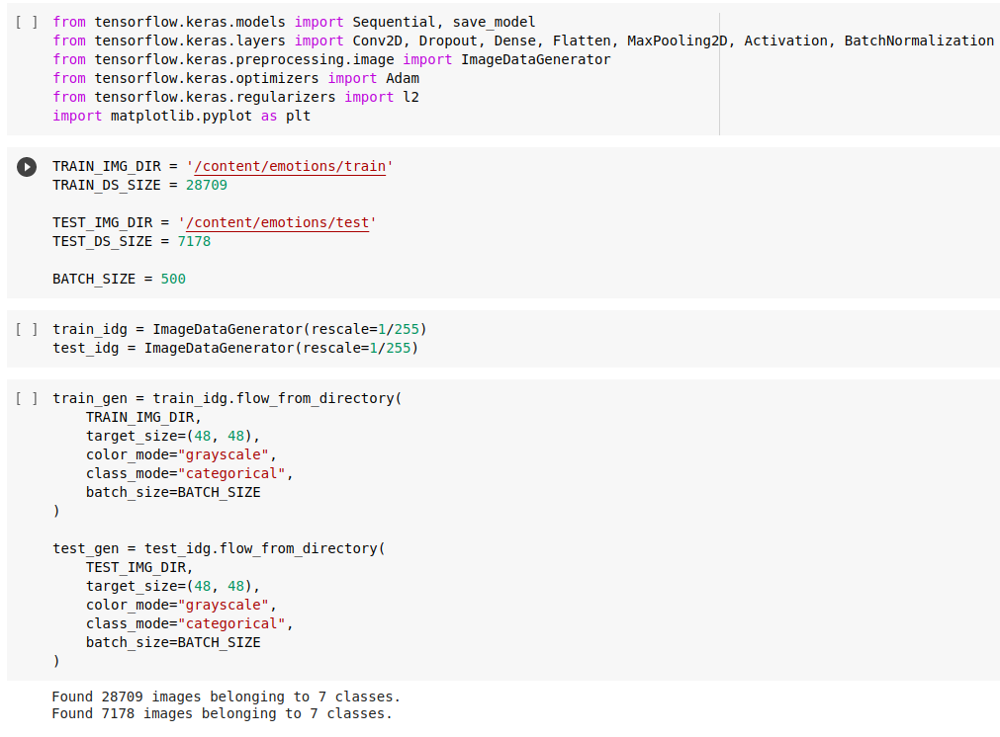 [ ] from tensorflow.keras.models import Sequential, save_model
from tensorflow.keras.layers import Conv2D, Dropout, Dense, Flatten, MaxPooling2D, Activation, BatchNormalization
from tensorflow.keras.preprocessing.image import ImageDataGenerator
from tensorflow.keras.optimizers import Adam
from tensorflow.keras.regularizers import l2
import matplotlib.pyplot as plt
TRAIN_IMG_DIR = '/content/emotions/train'
TRAIN_DS_SIZE = 28709
TEST_IMG_DIR = '/content/emotions/test'
TEST_DS_SIZE = 7178
BATCH_SIZE = 500
[ ] train_idg = ImageDataGenerator(rescale=1/255)
test_idg = ImageDataGenerator(rescale=1/255)
[ ] train_gen = train_idg.flow_from_directory(
    TRAIN_IMG_DIR,
    target_size=(48, 48),
    color_mode="grayscale",
    class_mode="categorical",
    batch_size=BATCH_SIZE
)
test_gen = test_idg.flow_from_directory(
    TEST_IMG_DIR,
    target_size=(48, 48),
    color_mode="grayscale",
    class_mode="categorical",
    batch_size=BATCH_SIZE
)
Found 28709 images belonging to 7 classes.
Found 7178 images belonging to 7 classes.